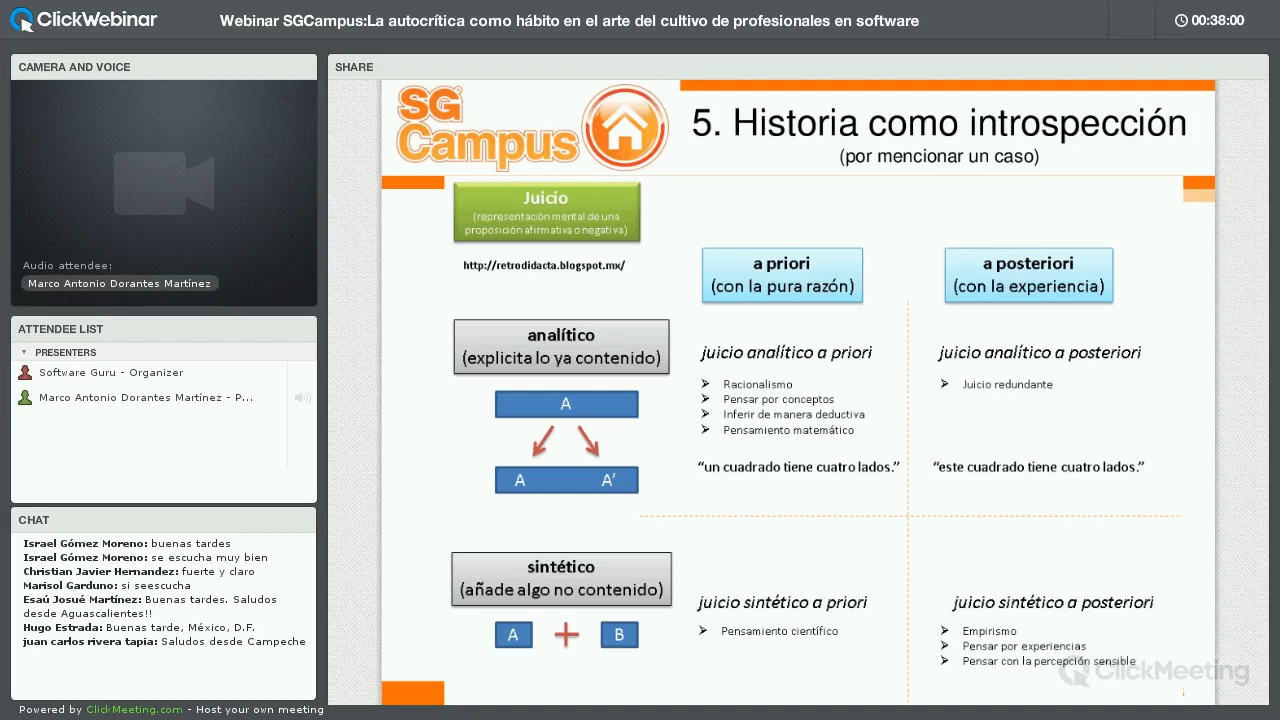 ClickWebinar
Webinar SGCampus:La autocrítica como hábito en el arte del cultivo de profesionales en software
00:38:00
CAMERA AND VOICE
Audio attendee:
Marco Antonio Dorantes Martínez
ATTENDEE LIST
PRESENTERS
Software Guru - Organizer
Marco Antonio Dorantes Martínez - P...
CHAT
Israel Gómez Moreno: buenas tardes
Israel Gómez Moreno: se escucha muy bien
Christian Javier Hernandez: fuerte y claro
Marisol Garduno: si seescucha
Esaú Josué Martínez: Buenas tardes. Saludos
desde Aguascalientes!!
Hugo Estrada: Buenas tarde, México, D.F.
juan carlos rivera tapia: Saludos desde Campeche
Powered by ClickMeeting.com - Host your own meeting
SHARE
SG
Campus
5. Historia como introspección
(por mencionar un caso)
Juicio
(representación mental de una
proposición afirmativa o negativa)
http://retrodidacta.blogspot.mx/
a priori
(con la pura razón)
a posteriori
(con la experiencia)
analítico
(explicita lo ya contenido)
A
A A’
juicio analítico a priori
Racionalismo
Pensar por conceptos
Inferir de manera deductiva
Pensamiento matemático
“un cuadrado tiene cuatro lados.”
juicio analítico a posteriori
Juicio redundante
“este cuadrado tiene cuatro lados.”
sintético
(añade algo no contenido)
A + B
juicio sintético a priori
Pensamiento científico
juicio sintético a posteriori
Empirismo
Pensar por experiencias
Pensar con la percepción sensible
ClickMeeting